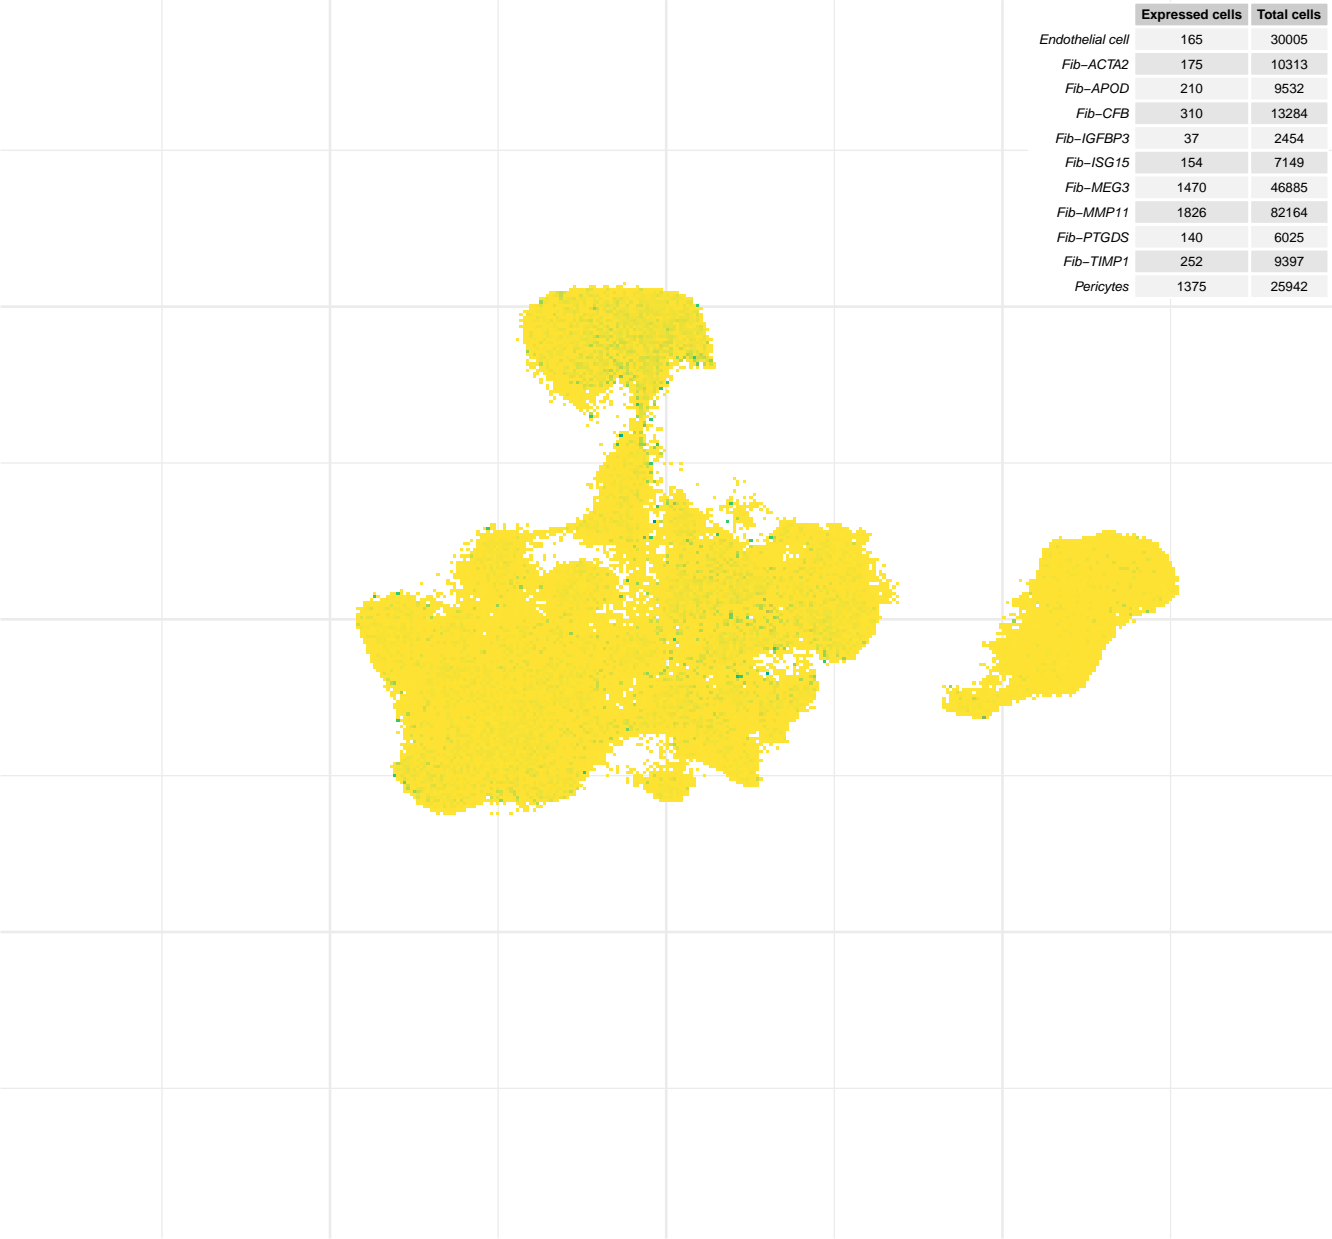 Expressed cells Total cells
Endothelial cell 165 30005
Fib−ACTA2 175 10313
Fib−APOD 210 9532
Fib−CFB 310 13284
Fib−IGFBP3 37 2454
Fib−ISG15 154 7149
Fib−MEG3 1470 46885
Fib−MMP11 1826 82164
Fib−PTGDS 140 6025
Fib−TIMP1 252 9397
Pericytes 1375 25942